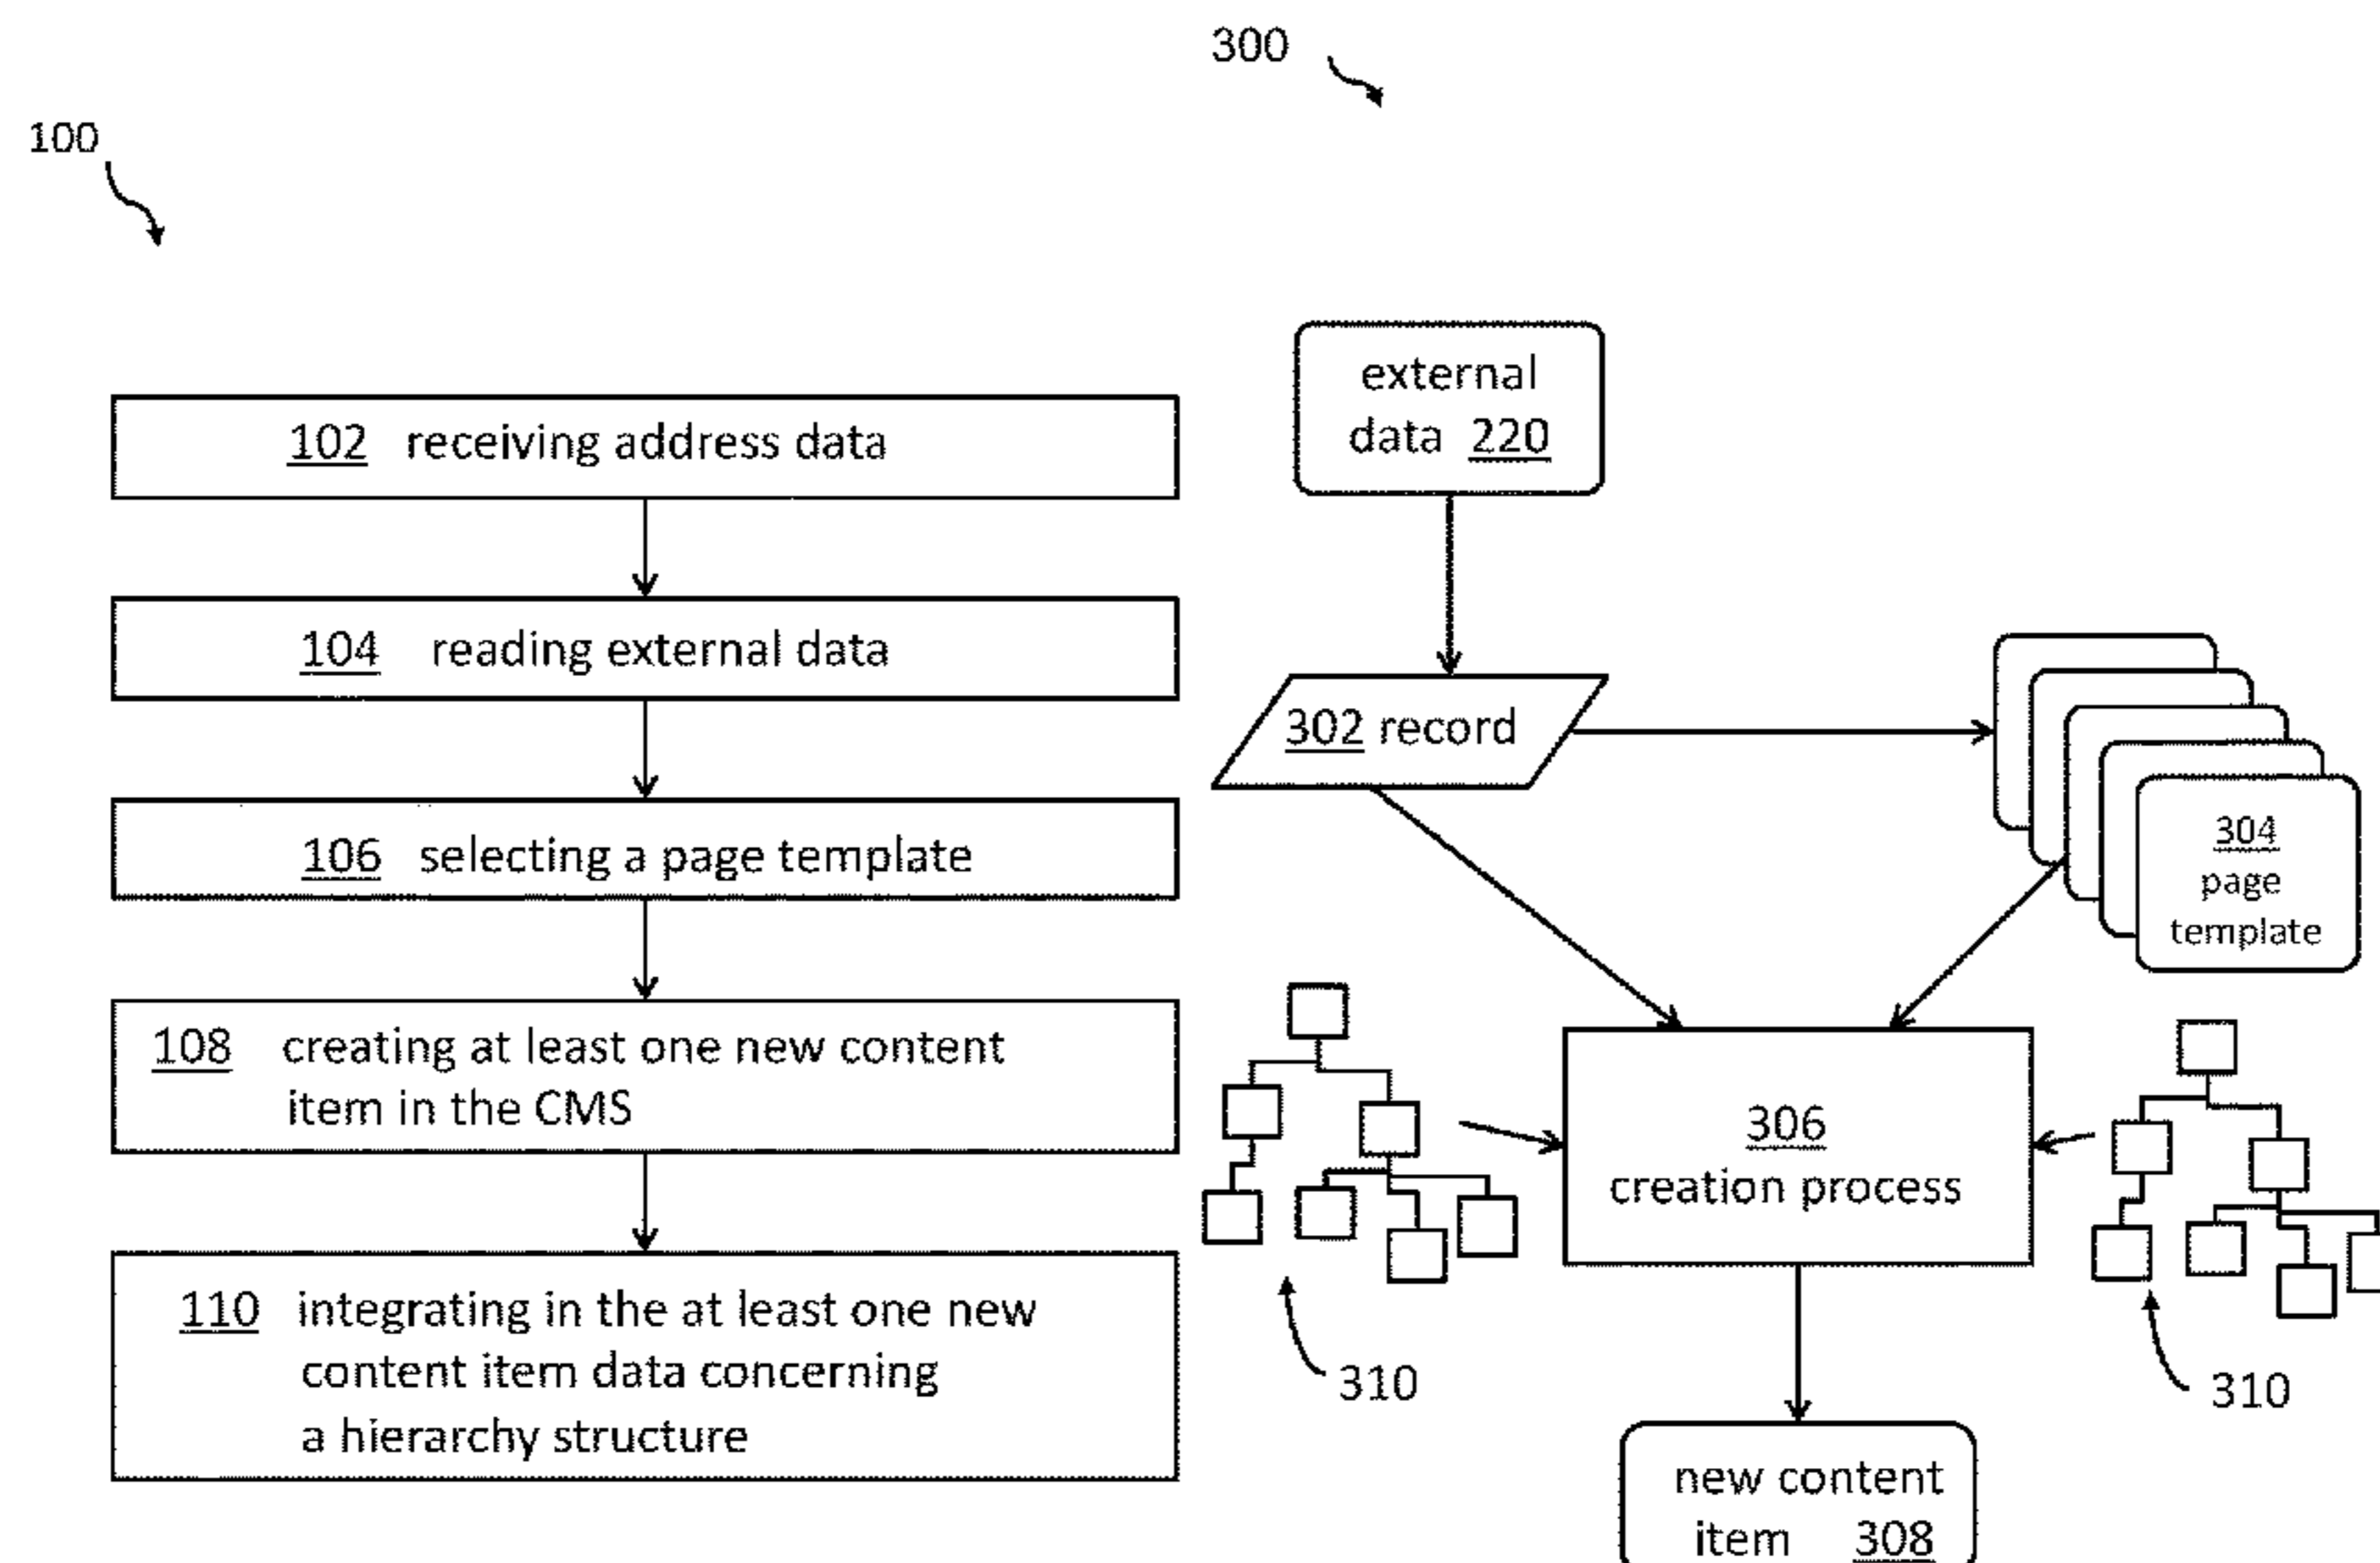 100
102 receiving address data
104 reading external data
106 selecting a page template
108 creating at least one new content
item in the CMS
110 integrating in the at least one new
content item data concerning
a hierarchy structure
300
external
data 220
302 record
304
page
template
306
creation process
310
310
new content
item 308